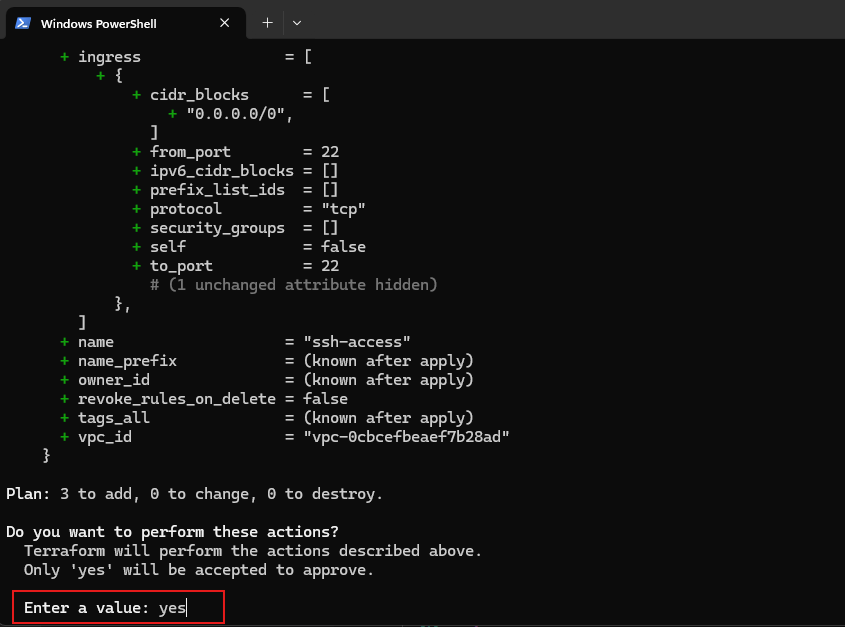 Windows PowerShell
+ ingress = [
+ {
+ cidr_blocks = [
+ "0.0.0.0/0",
]
+ from_port = 22
+ ipv6_cidr_blocks = []
+ prefix_list_ids = []
+ protocol = "tcp"
+ security_groups = []
+ self = false
+ to_port = 22
# (1 unchanged attribute hidden)
},
]
+ name = "ssh-access"
+ name_prefix = (known after apply)
+ owner_id = (known after apply)
+ revoke_rules_on_delete = false
+ tags_all = (known after apply)
+ vpc_id = "vpc-0cbcefbeaef7b28ad"
}
Plan: 3 to add, 0 to change, 0 to destroy.
Do you want to perform these actions?
Terraform will perform the actions described above.
Only 'yes' will be accepted to approve.
Enter a value: yes